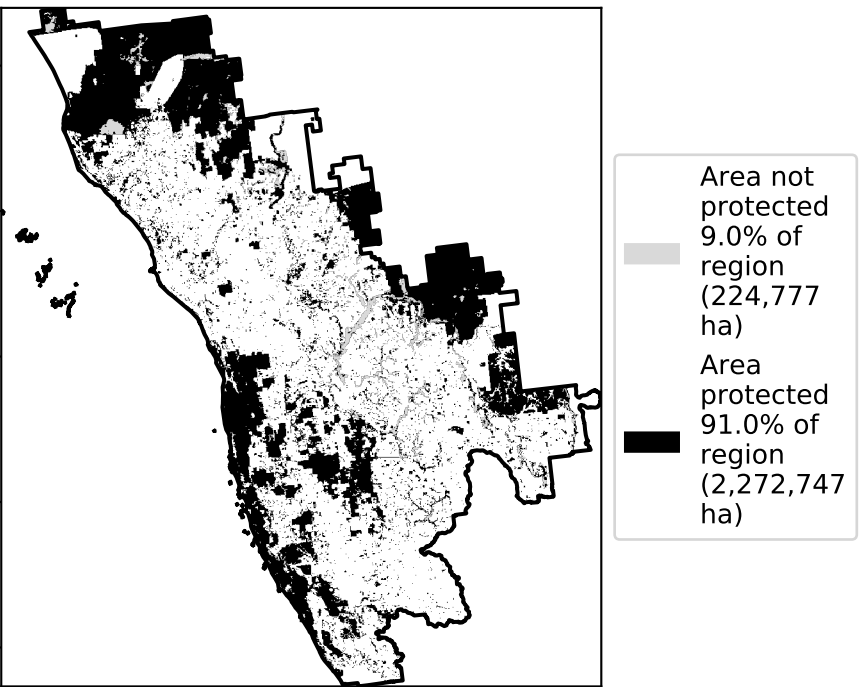 Area not
protected
9.0% of
region
(224,777
ha)
Area
protected
91.0% of
region
(2,272,747
ha)